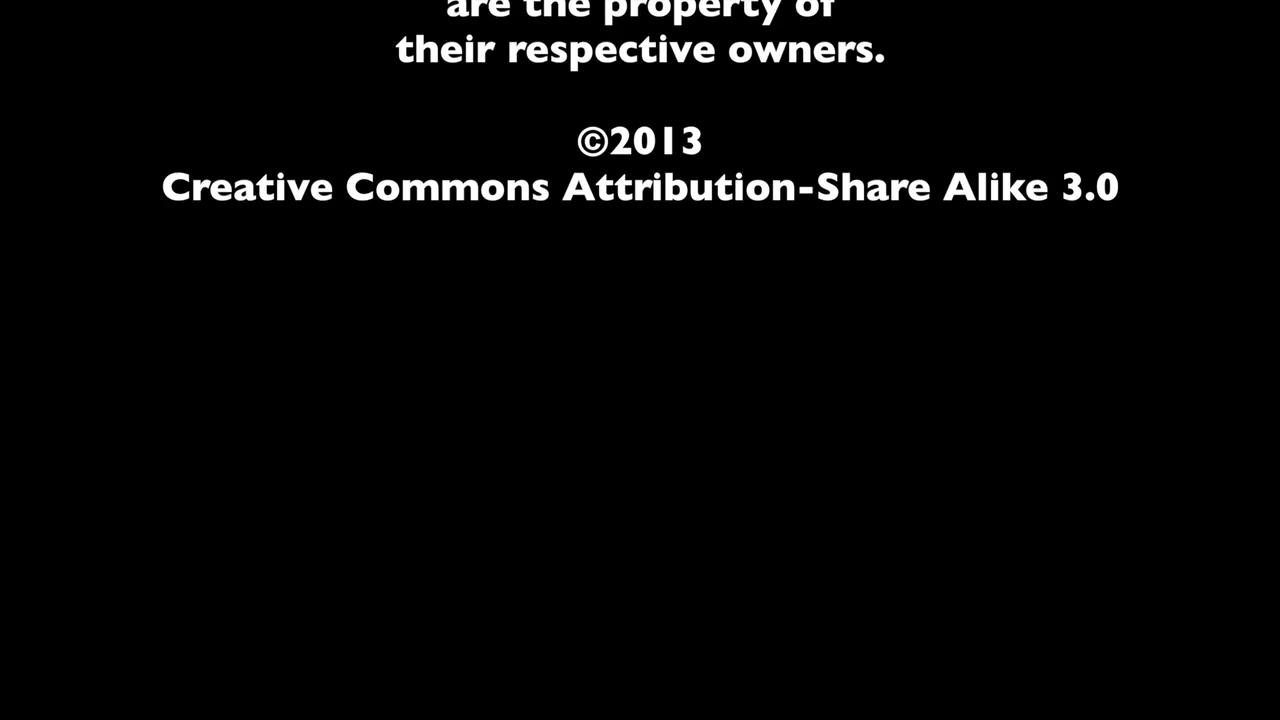 are the property of
their respective owners.
©2013
Creative Commons Attribution-Share Alike 3.0